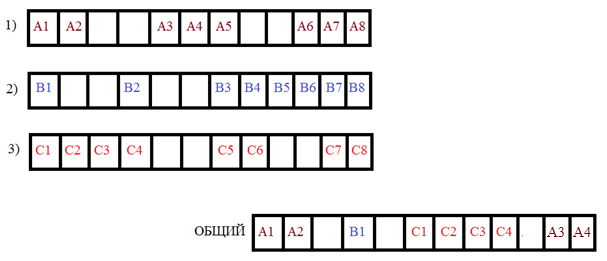 1) A1 A2 A3 A4 A5 A6 A7 A8
2) B1 B2 B3 B4 B5 B6 B7 B8
3) C1 C2 C3 C4 C5 C6 C7 C8
ОБЩИЙ A1 A2 B1 C1 C2 C3 C4 A3 A4